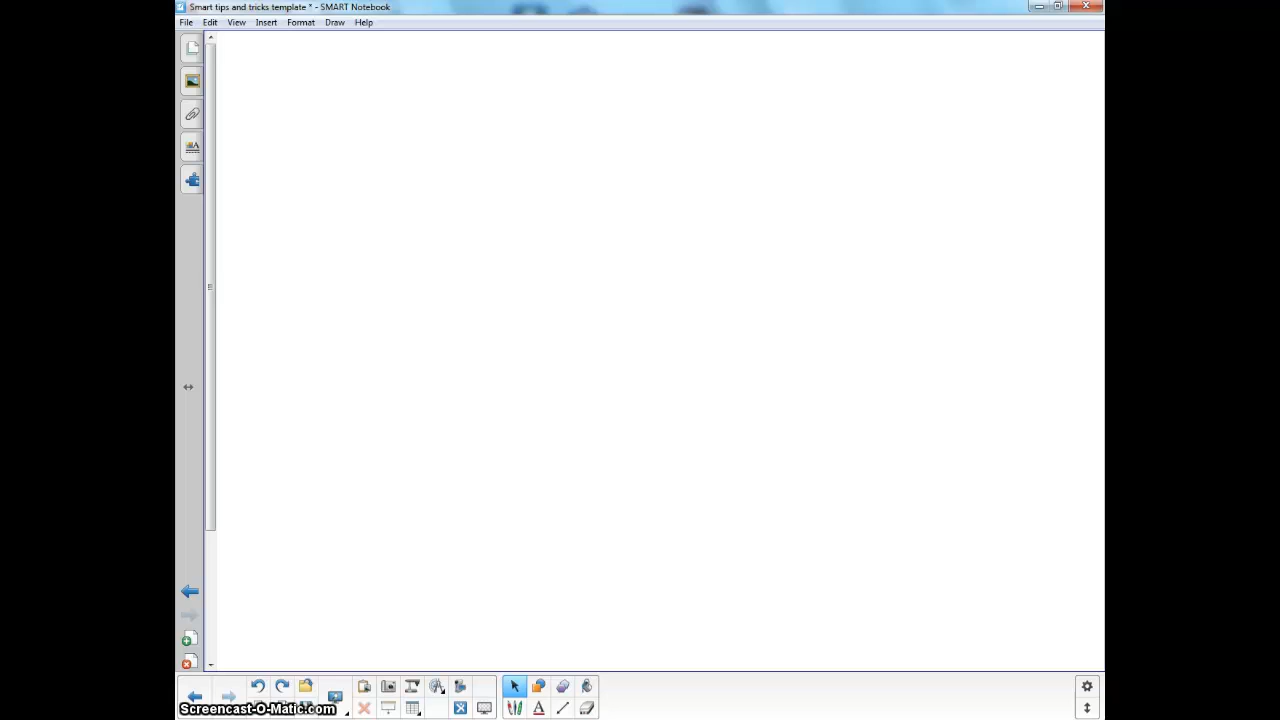 Smart tips and tricks template * - SMART Notebook
File Edit View Insert Format Draw Help
Screencast-O-Matic.com